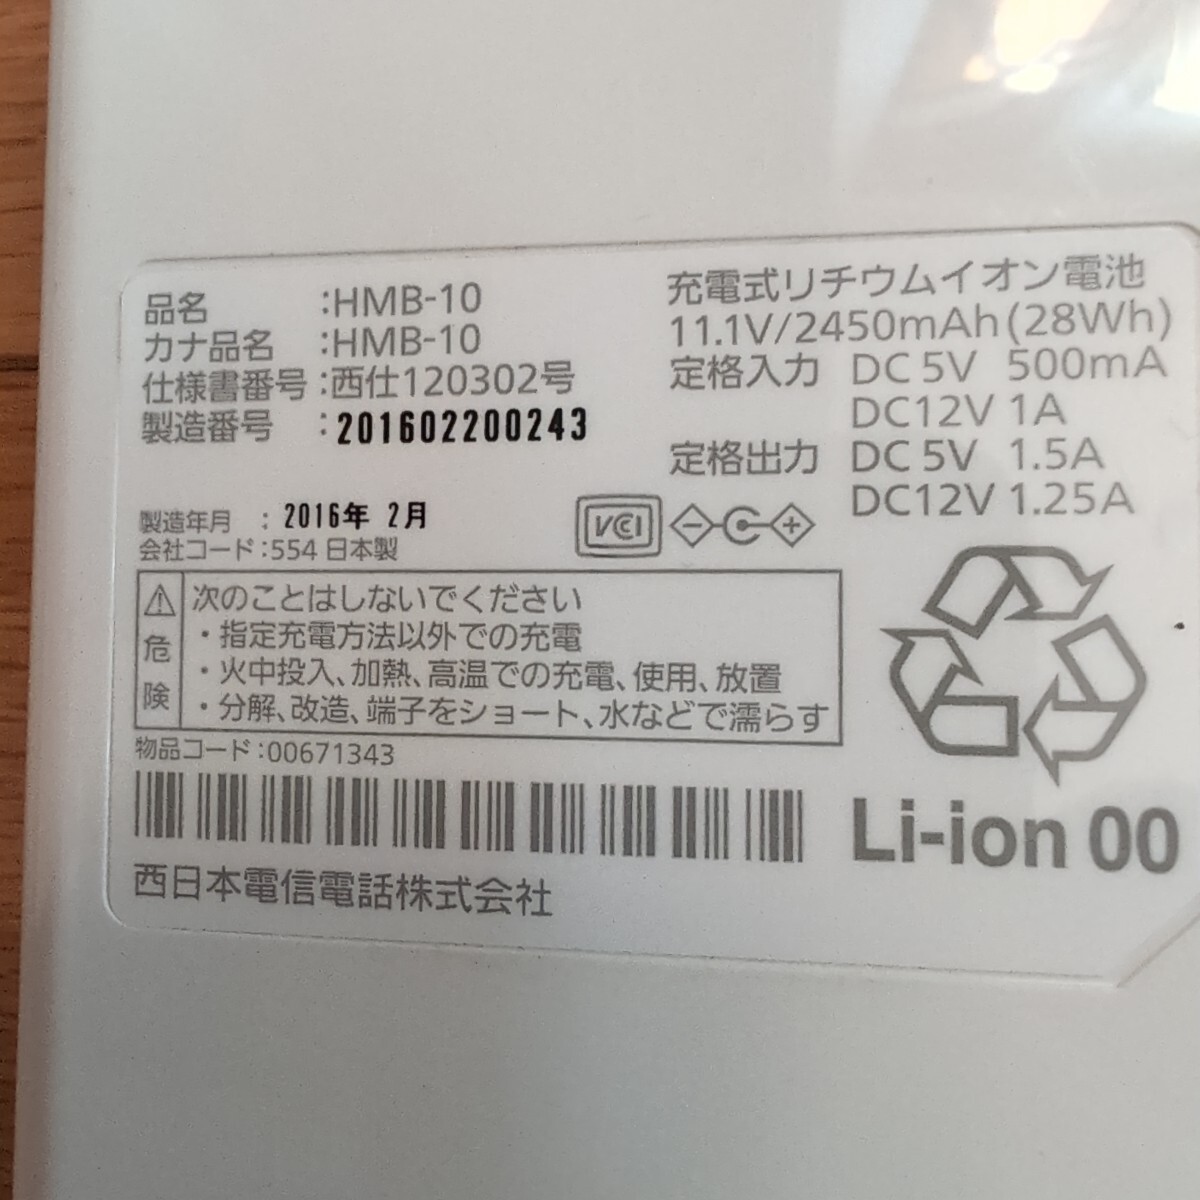 品名 :HMB-10
カナ品名 :HMB-10
仕様書番号:西仕120302号
製造番号 :201602200243
製造年月 : 2016年 2月
会社コード:554 日本製
充電式リチウムイオン電池
11.1V/2450mAh(28Wh)
定格入力 DC 5V 500mA
DC12V 1A
定格出力 DC 5V 1.5A
DC12V 1.25A
VCCI
危険
次のことはしないでください
・指定充電方法以外での充電
・火中投入、加熱、高温での充電、使用、放置
・分解、改造、端子をショート、水などで濡らす
物品コード:00671343
Li-ion 00
西日本電信電話株式会社